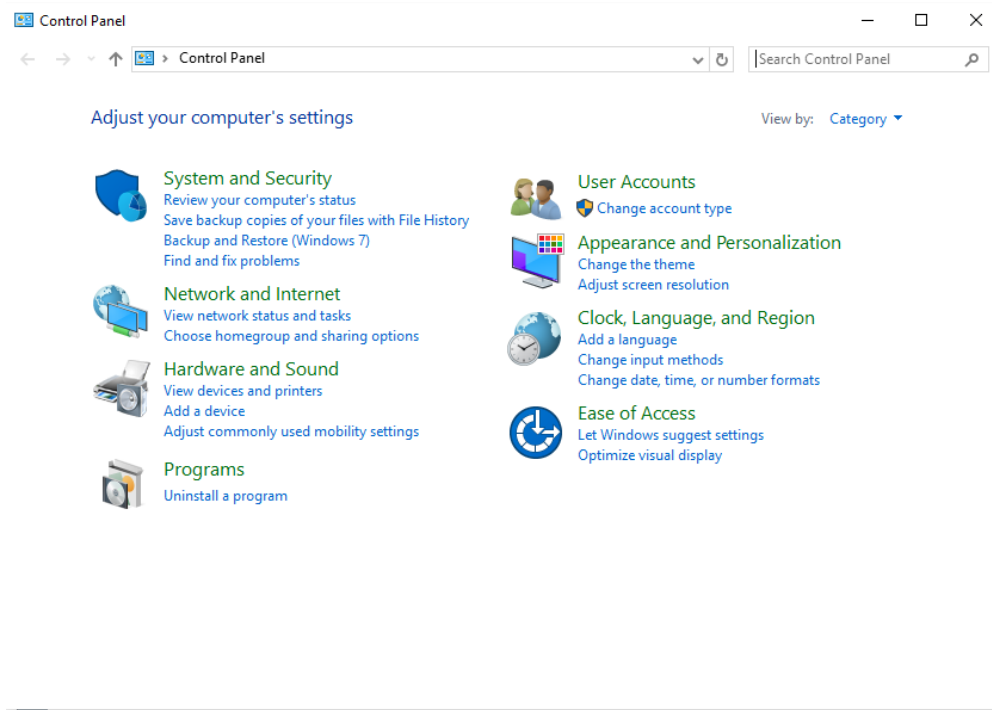 Control Panel
Control Panel
Search Control Panel
Adjust your computer's settings
View by: Category
System and Security
Review your computer's status
Save backup copies of your files with File History
Backup and Restore (Windows 7)
Find and fix problems
Network and Internet
View network status and tasks
Choose homegroup and sharing options
Hardware and Sound
View devices and printers
Add a device
Adjust commonly used mobility settings
Programs
Uninstall a program
User Accounts
Change account type
Appearance and Personalization
Change the theme
Adjust screen resolution
Clock, Language, and Region
Add a language
Change input methods
Change date, time, or number formats
Ease of Access
Let Windows suggest settings
Optimize visual display